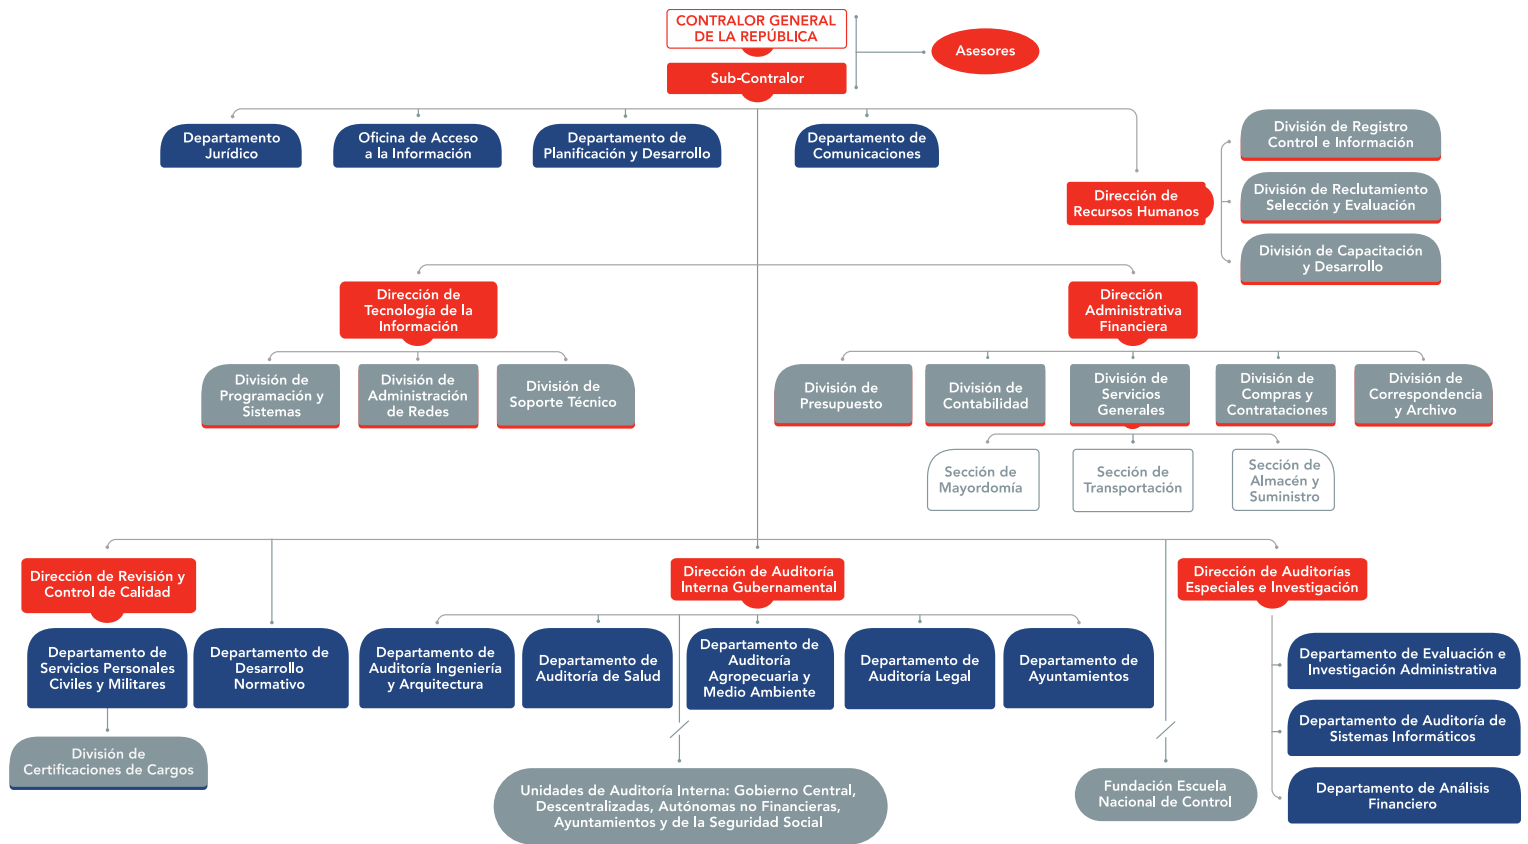 CONTRALOR GENERAL
DE LA REPÚBLICA
Asesores
Sub-Contralor
Departamento
Jurídico
Oficina de Acceso
a la Información
Departamento de
Planificación y Desarrollo
Departamento de
Comunicaciones
División de Registro
Control e Información
Dirección de
Recursos Humanos
División de Reclutamiento
Selección y Evaluación
División de Capacitación
y Desarrollo
Dirección de
Tecnología de la
Información
Dirección
Administrativa
Financiera
División de
Programación y
Sistemas
División de
Administración
de Redes
División de
Soporte Técnico
División de
Presupuesto
División de
Contabilidad
División de
Servicios
Generales
División de
Compras y
Contrataciones
División de
Correspondencia
y Archivo
Sección de
Mayordomía
Sección de
Transportación
Sección de
Almacén y
Suministro
Dirección de Revisión y
Control de Calidad
Dirección de Auditoría
Interna Gubernamental
Dirección de Auditorías
Especiales e Investigación
Departamento de
Servicios Personales
Civiles y Militares
Departamento de
Desarrollo
Normativo
Departamento de
Auditoría Ingeniería
y Arquitectura
Departamento de
Auditoría de Salud
Departamento de
Auditoría
Agropecuaria y
Medio Ambiente
Departamento de
Auditoría Legal
Departamento de
Ayuntamientos
Departamento de Evaluación e
Investigación Administrativa
Departamento de Auditoría de
Sistemas Informáticos
Departamento de Análisis
Financiero
División de
Certificaciones de Cargos
Unidades de Auditoría Interna: Gobierno Central,
Descentralizadas, Autónomas no Financieras,
Ayuntamientos y de la Seguridad Social
Fundación Escuela
Nacional de Control